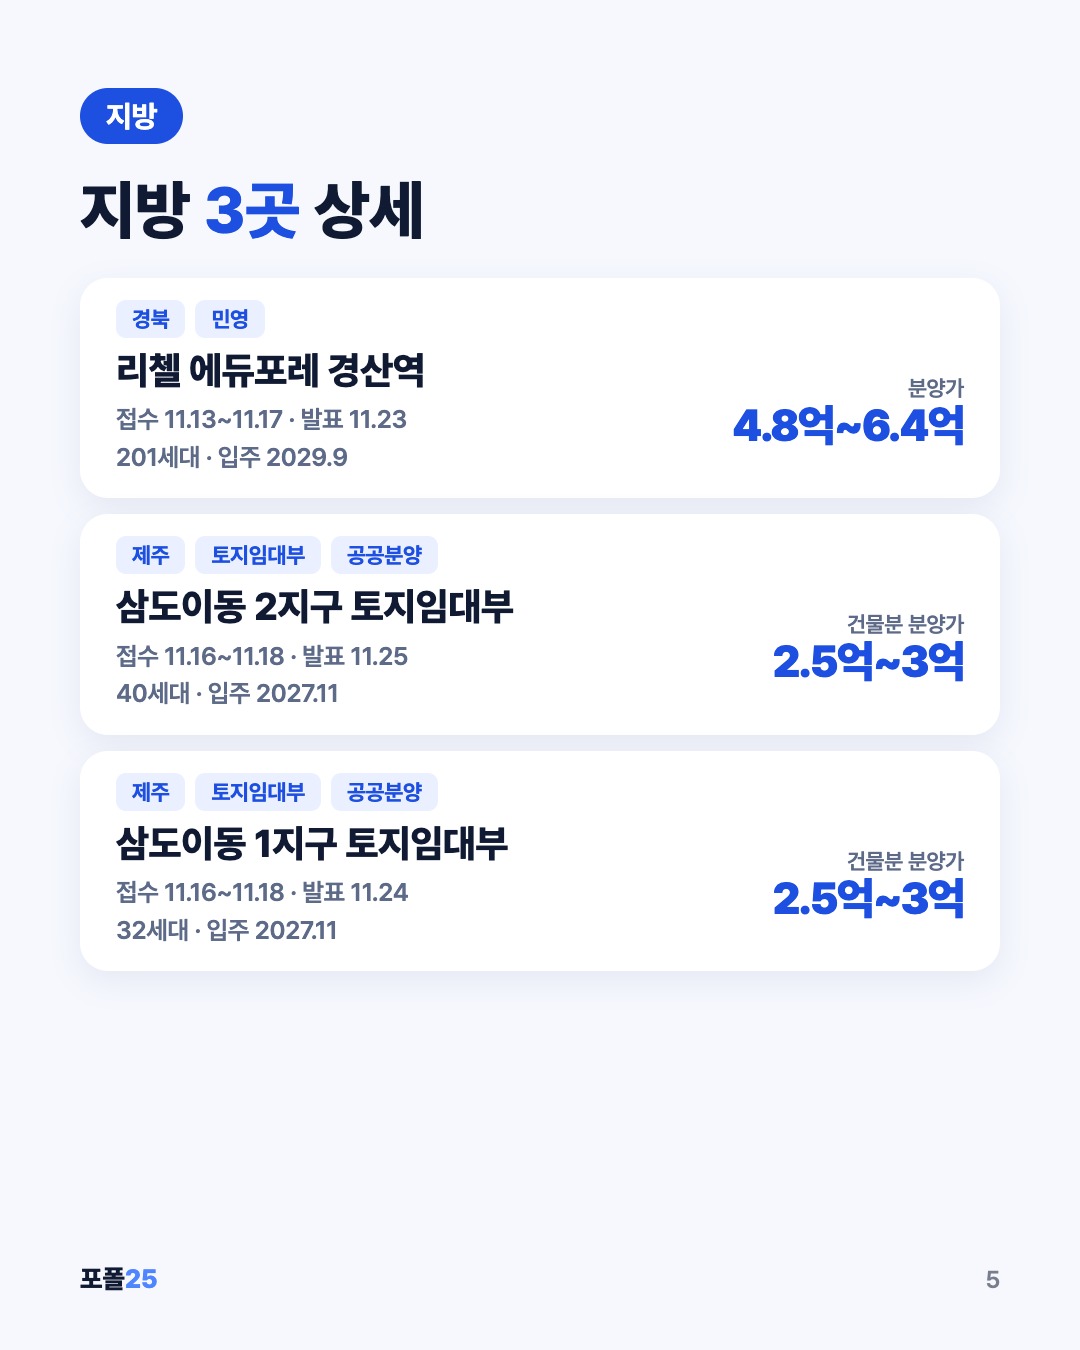 지방
지방 3곳 상세
경북 민영
리첼 에듀포레 경산역
접수 11.13~11.17 · 발표 11.23
201세대 · 입주 2029.9
분양가
4.8억~6.4억
제주 토지임대부 공공분양
삼도이동 2지구 토지임대부
접수 11.16~11.18 · 발표 11.25
40세대 · 입주 2027.11
건물분 분양가
2.5억~3억
제주 토지임대부 공공분양
삼도이동 1지구 토지임대부
접수 11.16~11.18 · 발표 11.24
32세대 · 입주 2027.11
건물분 분양가
2.5억~3억
포폴25
5